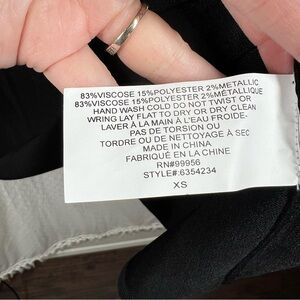 83%VISCOSE 15%POLYESTER 2%METALLIC
83%VISCOSE 15%POLYESTER 2%MÉTALLIQUE
HAND WASH COLD DO NOT TWIST OR
WRING LAY FLAT TO DRY OR DRY CLEAN
LAVER À LA MAIN À L'EAU FROIDE-
PAS DE TORSION OU
TORDRE OU DE NETTOYAGE À SEC
MADE IN CHINA
FABRIQUÉ EN LA CHINE
RN#99956
STYLE#:6354234
XS